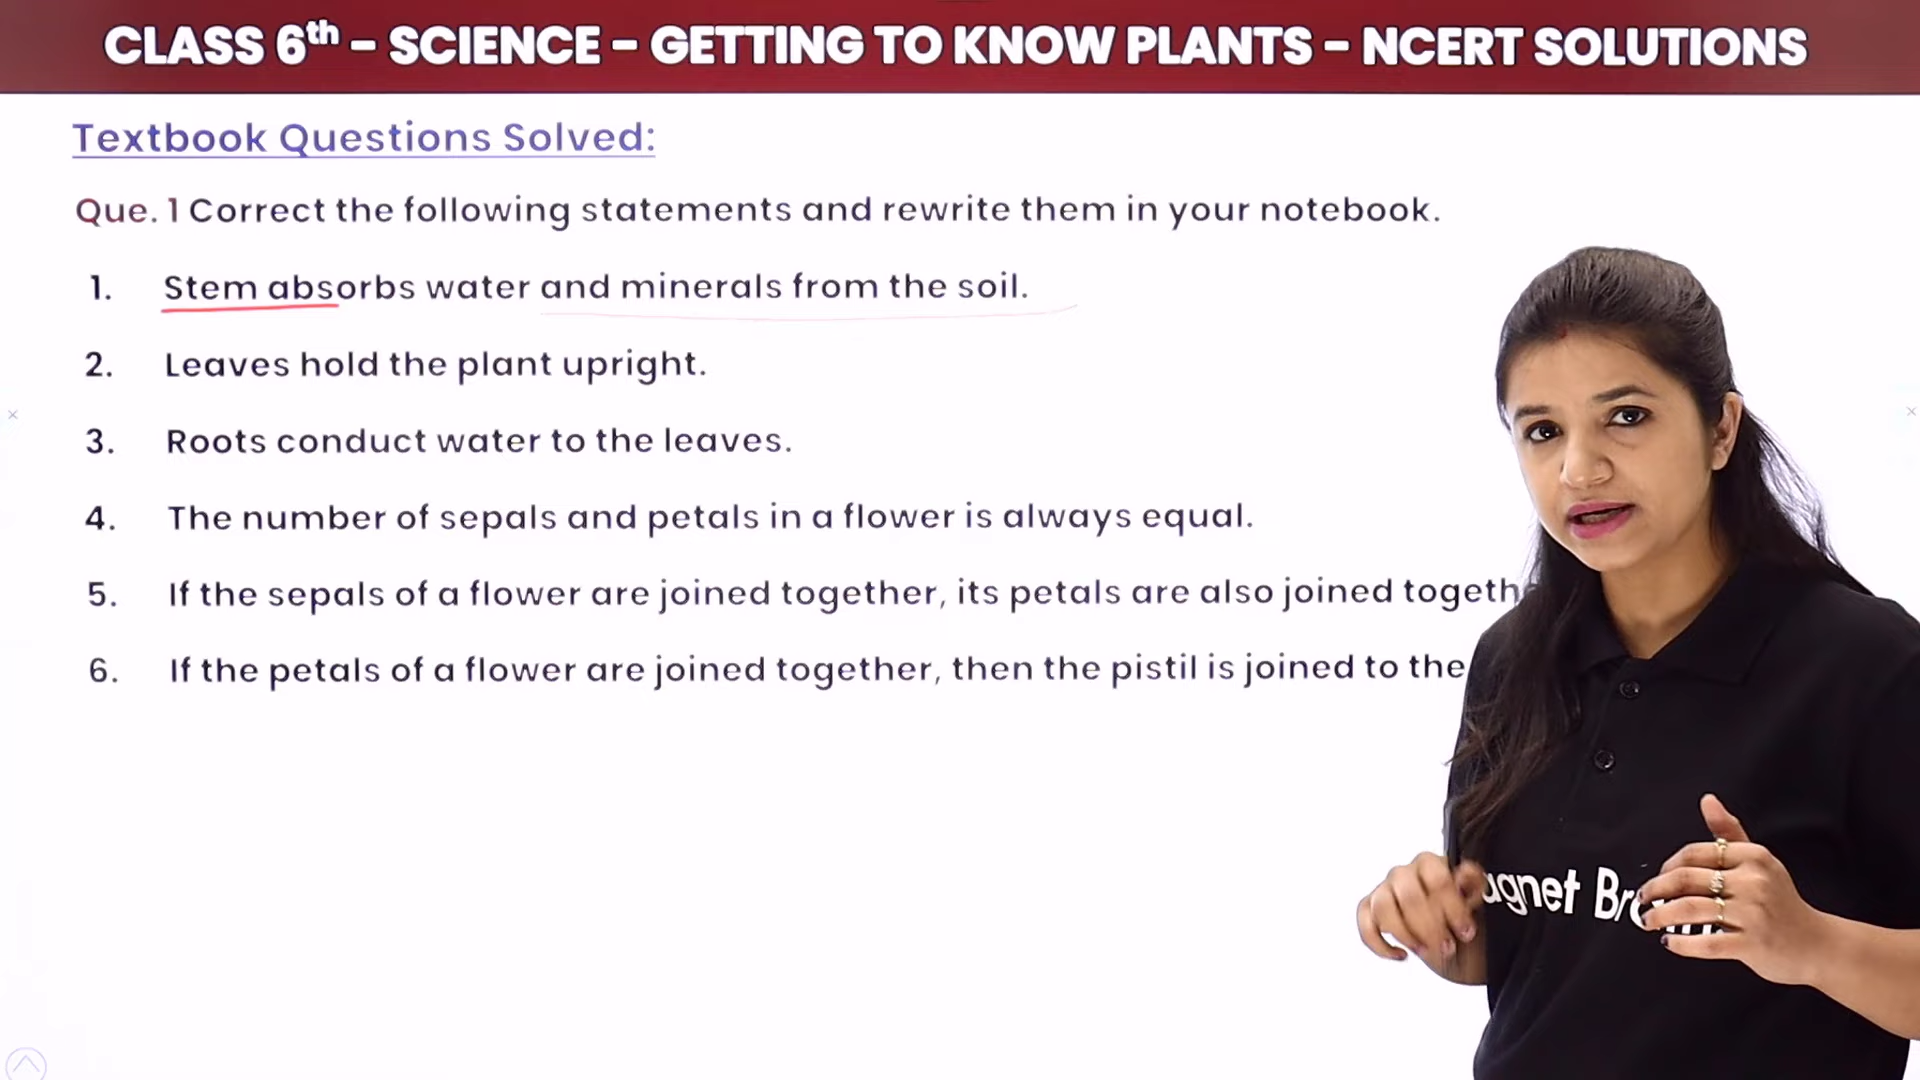 CLASS 6th – SCIENCE – GETTING TO KNOW PLANTS – NCERT SOLUTIONS
Textbook Questions Solved:
Que. 1 Correct the following statements and rewrite them in your notebook.
1. Stem absorbs water and minerals from the soil.
2. Leaves hold the plant upright.
3. Roots conduct water to the leaves.
4. The number of sepals and petals in a flower is always equal.
5. If the sepals of a flower are joined together, its petals are also joined
6. If the petals of a flower are joined together, then the pistil is joined to the